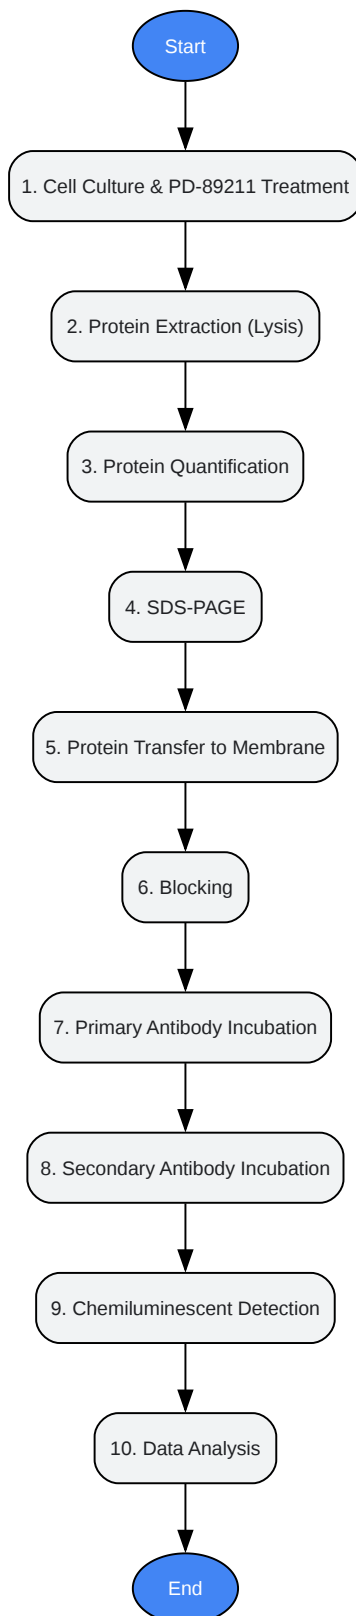 Start
1. Cell Culture & PD-89211 Treatment
2. Protein Extraction (Lysis)
3. Protein Quantification
4. SDS-PAGE
5. Protein Transfer to Membrane
6. Blocking
7. Primary Antibody Incubation
8. Secondary Antibody Incubation
9. Chemiluminescent Detection
10. Data Analysis
End